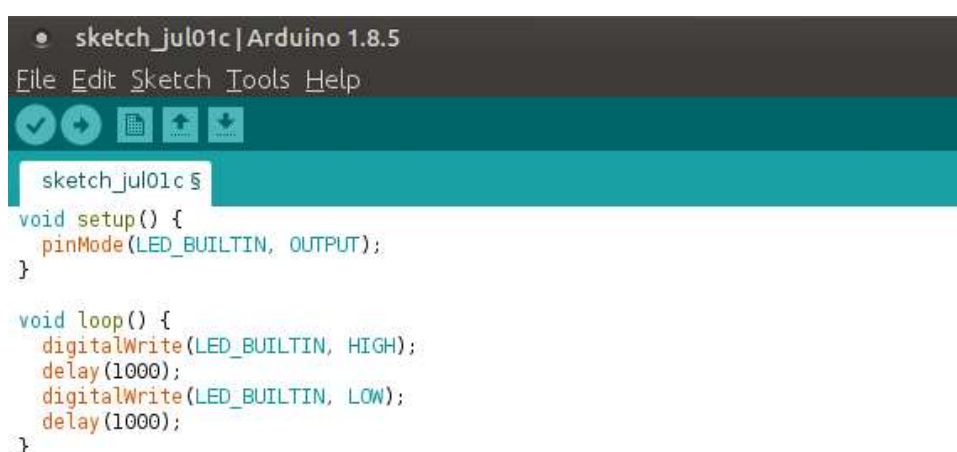 sketch_jul01c | Arduino 1.8.5
File Edit Sketch Tools Help
sketch_jul01c §
void setup() {
  pinMode(LED_BUILTIN, OUTPUT);
}

void loop() {
  digitalWrite(LED_BUILTIN, HIGH);
  delay(1000);
  digitalWrite(LED_BUILTIN, LOW);
  delay(1000);
}